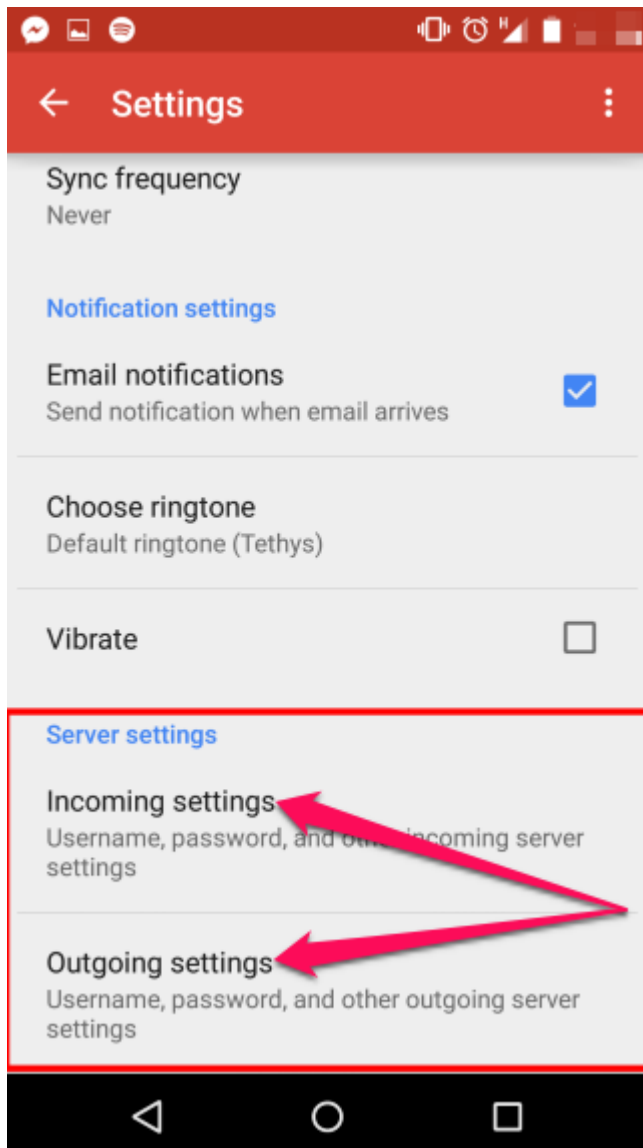 H
Settings
Sync frequency
Never
Notification settings
Email notifications
Send notification when email arrives
Choose ringtone
Default ringtone (Tethys)
Vibrate
Server settings
Incoming settings
Username, password, and other incoming server
settings
Outgoing settings
Username, password, and other outgoing server
settings